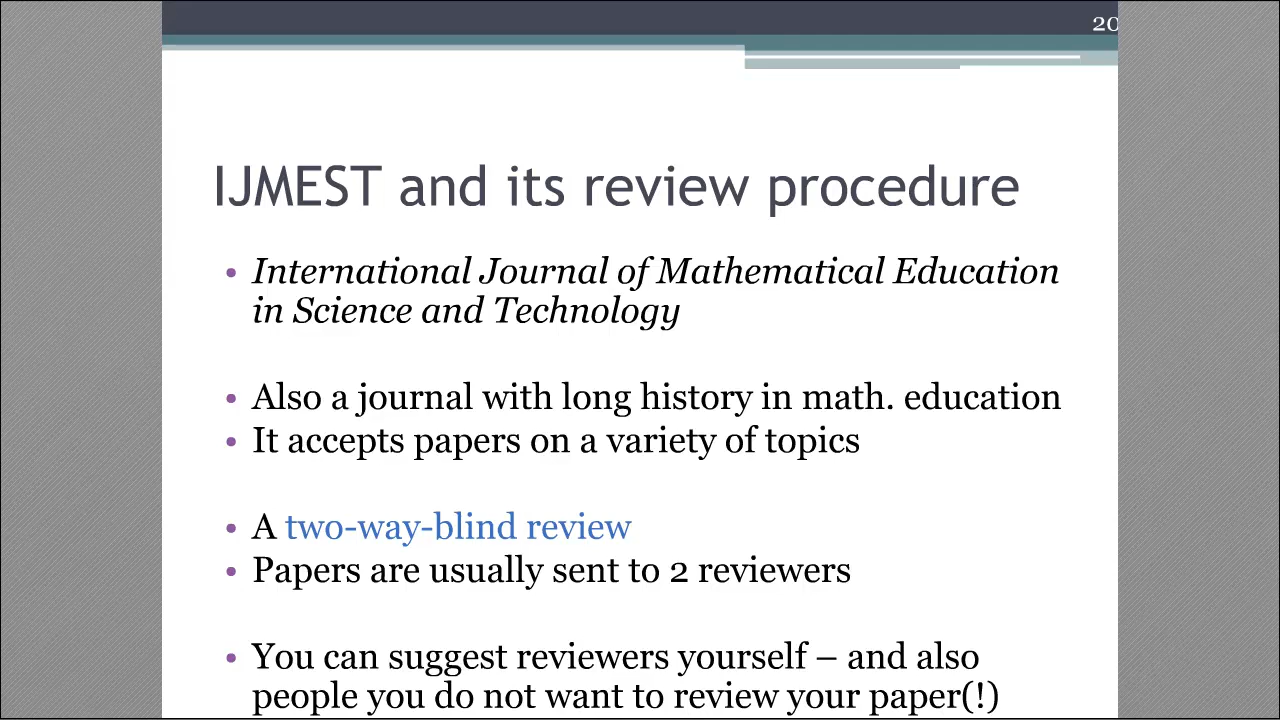 20
IJMEST and its review procedure
• International Journal of Mathematical Education
in Science and Technology
• Also a journal with long history in math. education
• It accepts papers on a variety of topics
• A two-way-blind review
• Papers are usually sent to 2 reviewers
• You can suggest reviewers yourself – and also
people you do not want to review your paper(!)